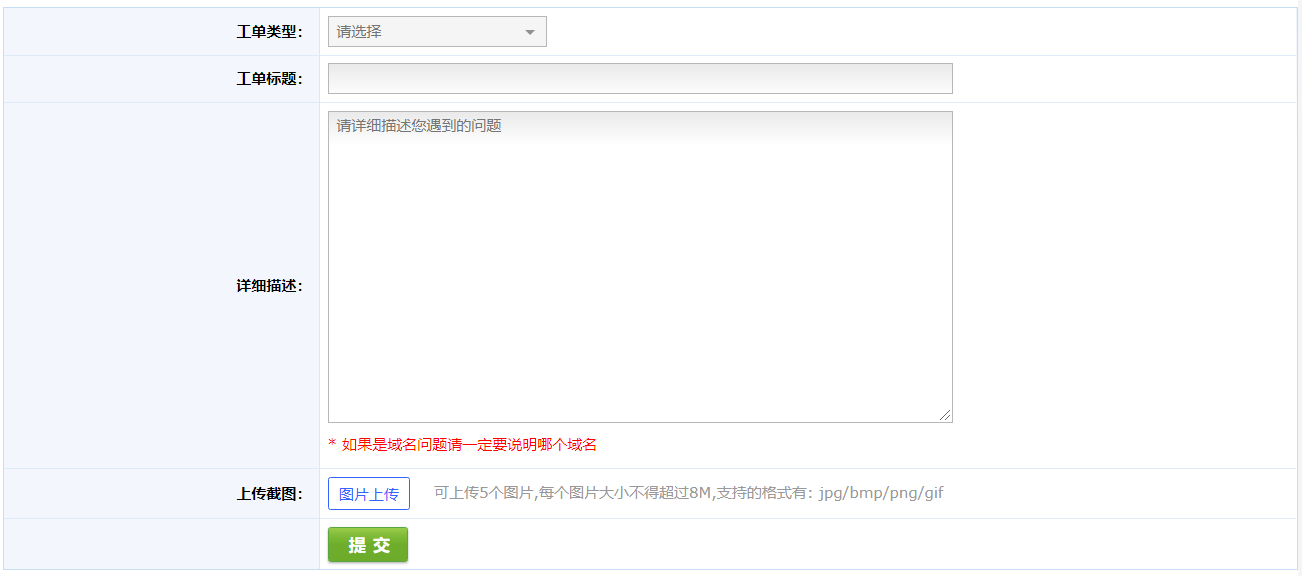 工单类型：
请选择
工单标题：
请详细描述您遇到的问题
详细描述：
* 如果是域名问题请一定要说明哪个域名
上传截图：
图片上传 可上传5个图片,每个图片大小不得超过8M,支持的格式有：jpg/bmp/png/gif
提 交